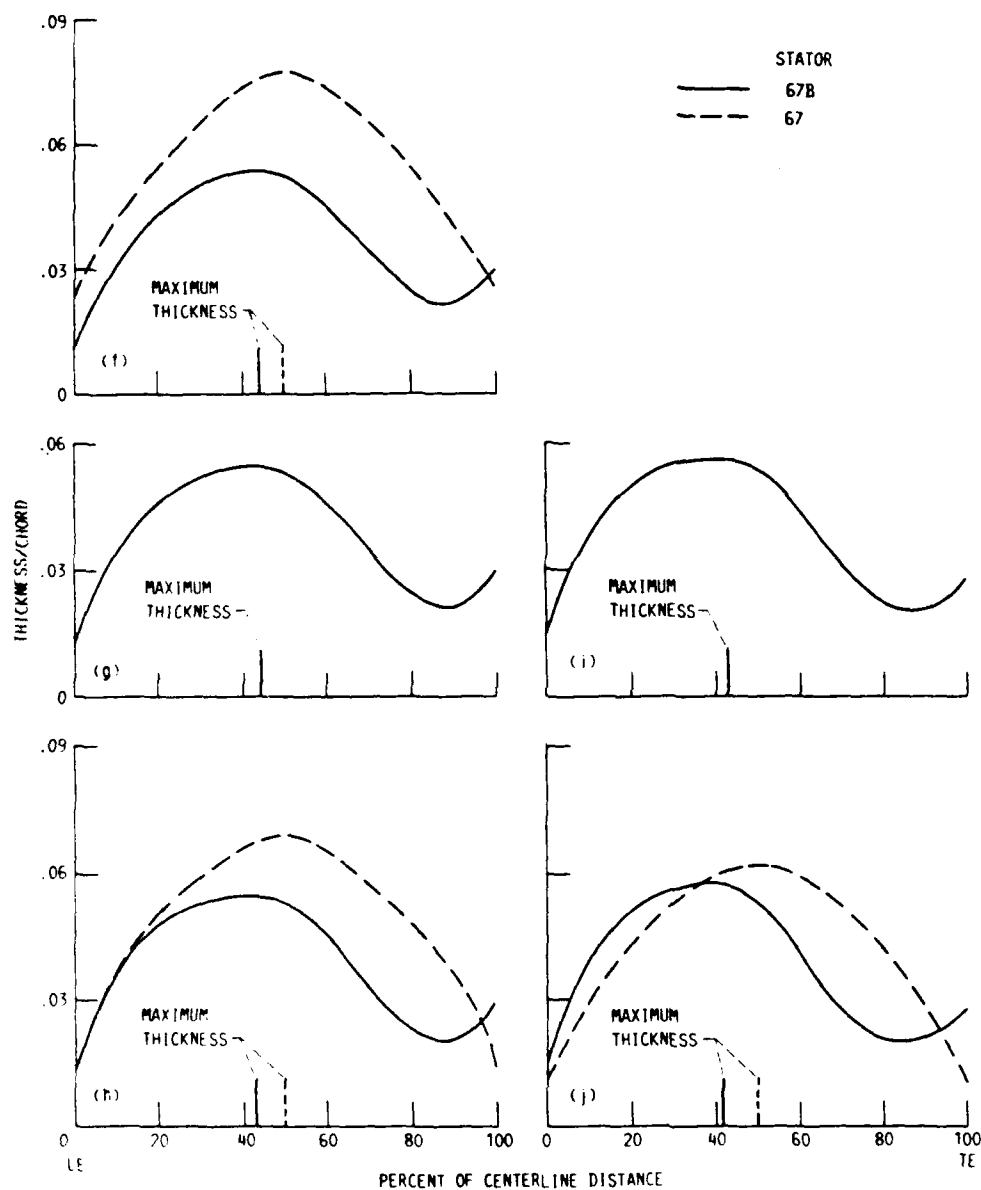 .09
STATOR
67B
67
.06
.03
MAXIMUM
THICKNESS
(f)
0
.06
THICKNESS/CHORD
.03
MAXIMUM
THICKNESS
MAXIMUM
THICKNESS
(g)
(i)
0
.09
.06
.03
MAXIMUM
THICKNESS
MAXIMUM
THICKNESS
(h)
(j)
0 20 40 60 80 100 0 20 40 60 80 100
LE TE
PERCENT OF CENTERLINE DISTANCE